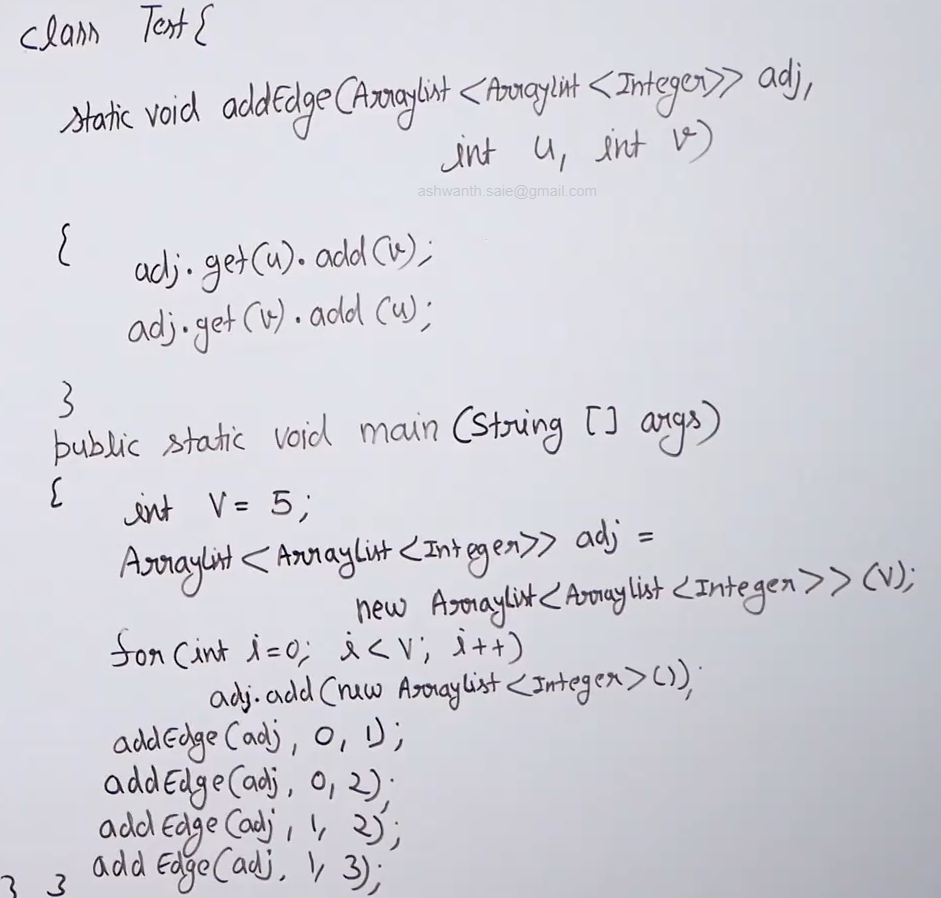 class Test{
static void addEdge(ArrayList<ArrayList<Integer>> adj,
int u, int v)
ashwanth.saie@gmail.com
{ adj.get(u).add(v);
adj.get(v).add(u);
}
public static void main(String [] args)
{ int V = 5;
ArrayList<ArrayList<Integer>> adj =
new ArrayList<ArrayList<Integer>>(V);
for(int i=0; i<V; i++)
adj.add(new ArrayList<Integer>());
addEdge(adj, 0, 1);
addEdge(adj, 0, 2);
addEdge(adj, 1, 2);
addEdge(adj, 1, 3);
} }